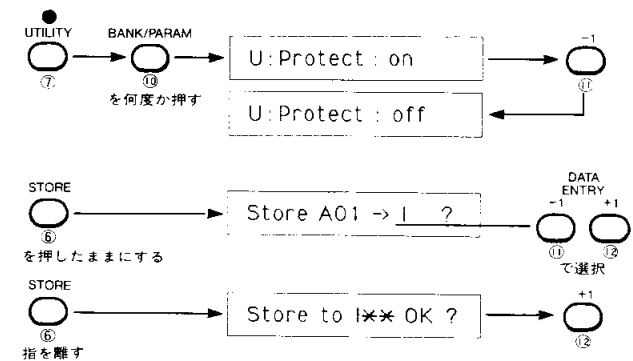 UTILITY
⑦
BANK/PARAM
⑩
を何度か押す
U:Protect : on
-1
⑪
U:Protect : off
STORE
⑥
を押したままにする
Store A01 → I ?
DATA
ENTRY
-1 +1
⑪ ⑫
で選択
STORE
⑥
指を離す
Store to I** OK ?
+1
⑫